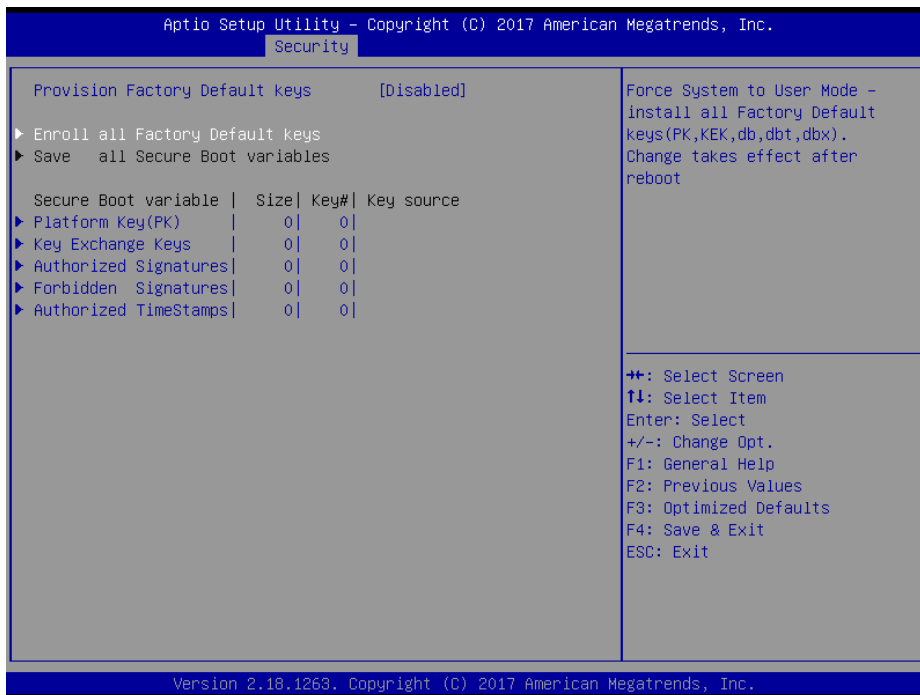 Aptio Setup Utility – Copyright (C) 2017 American Megatrends, Inc.
Security
Provision Factory Default keys [Disabled]
▶ Enroll all Factory Default keys
▶ Save all Secure Boot variables
Secure Boot variable | Size| Key#| Key source
▶ Platform Key(PK) | 0| 0|
▶ Key Exchange Keys | 0| 0|
▶ Authorized Signatures| 0| 0|
▶ Forbidden Signatures| 0| 0|
▶ Authorized TimeStamps| 0| 0|
Force System to User Mode –
install all Factory Default
keys(PK,KEK,db,dbt,dbx).
Change takes effect after
reboot
→←: Select Screen
↑↓: Select Item
Enter: Select
+/-: Change Opt.
F1: General Help
F2: Previous Values
F3: Optimized Defaults
F4: Save & Exit
ESC: Exit
Version 2.18.1263. Copyright (C) 2017 American Megatrends, Inc.